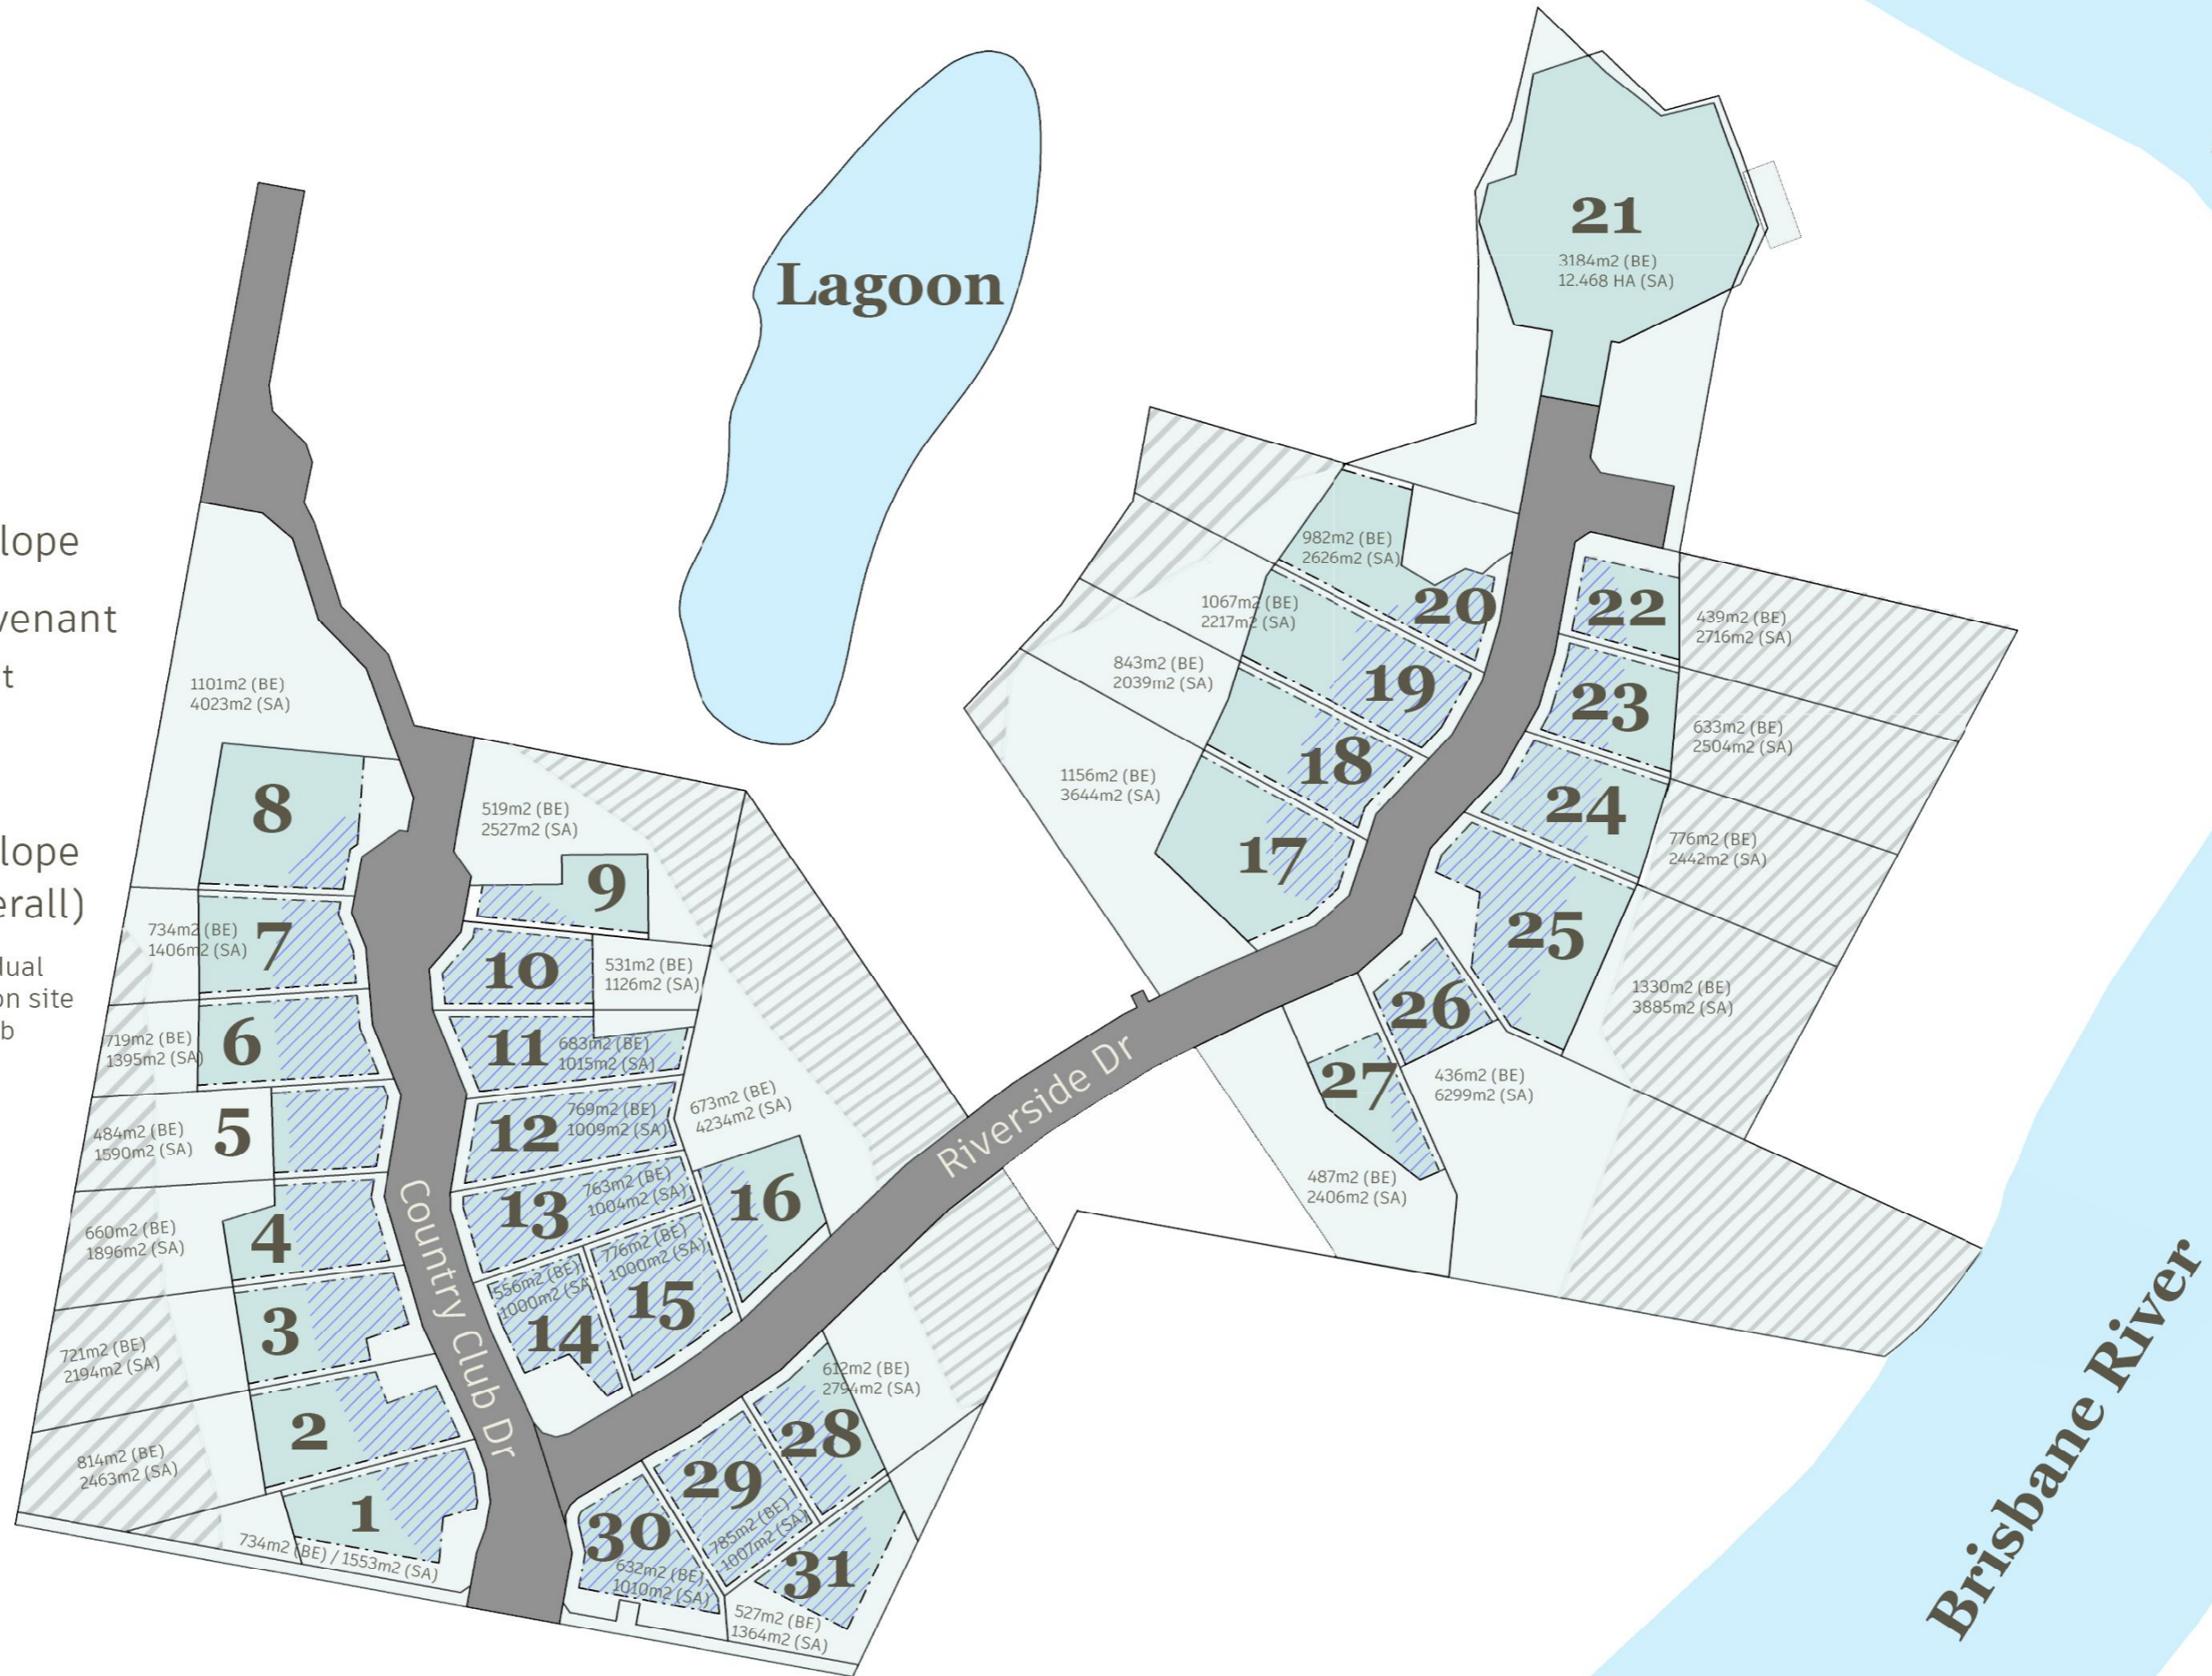 lope
venant
t
lope
erall)
dual
on site
b
Lagoon
21
3184m2 (BE)
12.468 HA (SA)
982m2 (BE)
2626m2 (SA)
20
1067m2 (BE)
2217m2 (SA)
19
843m2 (BE)
2039m2 (SA)
18
1156m2 (BE)
3644m2 (SA)
17
22
439m2 (BE)
2716m2 (SA)
23
633m2 (BE)
2504m2 (SA)
24
776m2 (BE)
2442m2 (SA)
25
1330m2 (BE)
3885m2 (SA)
26
436m2 (BE)
6299m2 (SA)
27
487m2 (BE)
2406m2 (SA)
1101m2 (BE)
4023m2 (SA)
8
519m2 (BE)
2527m2 (SA)
9
734m2 (BE)
1406m2 (SA)
7
10
531m2 (BE)
1126m2 (SA)
719m2 (BE)
1395m2 (SA)
6
11
683m2 (BE)
1015m2 (SA)
484m2 (BE)
1590m2 (SA)
5
12
769m2 (BE)
1009m2 (SA)
673m2 (BE)
4234m2 (SA)
16
660m2 (BE)
1896m2 (SA)
4
13
763m2 (BE)
1004m2 (SA)
721m2 (BE)
2194m2 (SA)
3
556m2 (BE)
1000m2 (SA)
14
776m2 (BE)
1000m2 (SA)
15
814m2 (BE)
2463m2 (SA)
2
1
734m2 (BE) / 1553m2 (SA)
Country Club Dr
Riverside Dr
612m2 (BE)
2794m2 (SA)
28
29
785m2 (BE)
1007m2 (SA)
30
632m2 (BE)
1010m2 (SA)
31
527m2 (BE)
1364m2 (SA)
Brisbane River